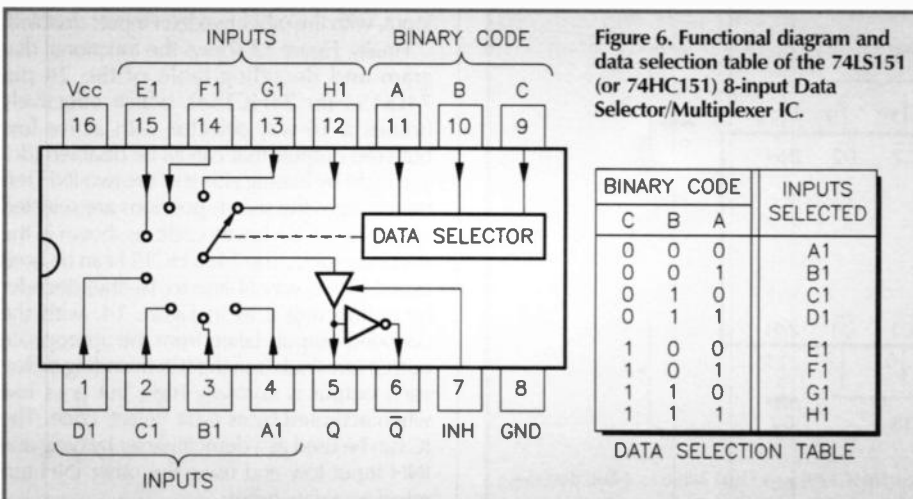 INPUTS BINARY CODE
Vcc E1 F1 G1 H1 A B C
16 15 14 13 12 11 10 9
DATA SELECTOR
1 2 3 4 5 6 7 8
D1 C1 B1 A1 Q Q̅ INH GND
INPUTS
Figure 6. Functional diagram and
data selection table of the 74LS151
(or 74HC151) 8-input Data
Selector/Multiplexer IC.
BINARY CODE INPUTS
SELECTED
C B A
0 0 0 A1
0 0 1 B1
0 1 0 C1
0 1 1 D1
1 0 0 E1
1 0 1 F1
1 1 0 G1
1 1 1 H1
DATA SELECTION TABLE